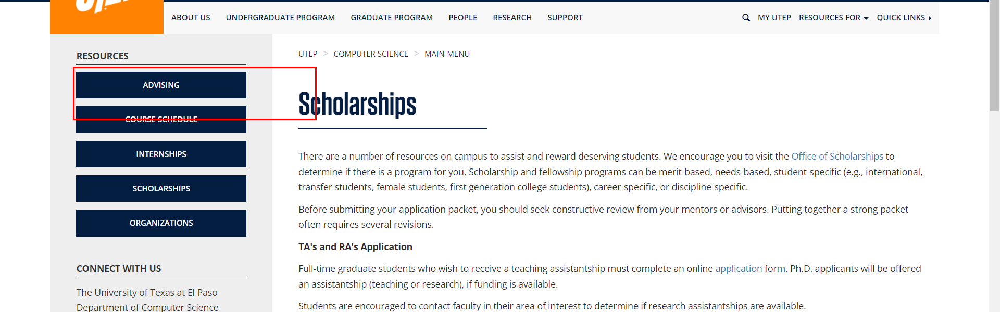 ABOUT US UNDERGRADUATE PROGRAM GRADUATE PROGRAM PEOPLE RESEARCH SUPPORT MY UTEP RESOURCES FOR QUICK LINKS
RESOURCES
ADVISING
COURSE SCHEDULE
INTERNSHIPS
SCHOLARSHIPS
ORGANIZATIONS
CONNECT WITH US
The University of Texas at El Paso
Department of Computer Science
UTEP > COMPUTER SCIENCE > MAIN-MENU
Scholarships
There are a number of resources on campus to assist and reward deserving students. We encourage you to visit the Office of Scholarships to
determine if there is a program for you. Scholarship and fellowship programs can be merit-based, needs-based, student-specific (e.g., international,
transfer students, female students, first generation college students), career-specific, or discipline-specific.
Before submitting your application packet, you should seek constructive review from your mentors or advisors. Putting together a strong packet
often requires several revisions.
TA's and RA's Application
Full-time graduate students who wish to receive a teaching assistantship must complete an online application form. Ph.D. applicants will be offered
an assistantship (teaching or research), if funding is available.
Students are encouraged to contact faculty in their area of interest to determine if research assistantships are available.